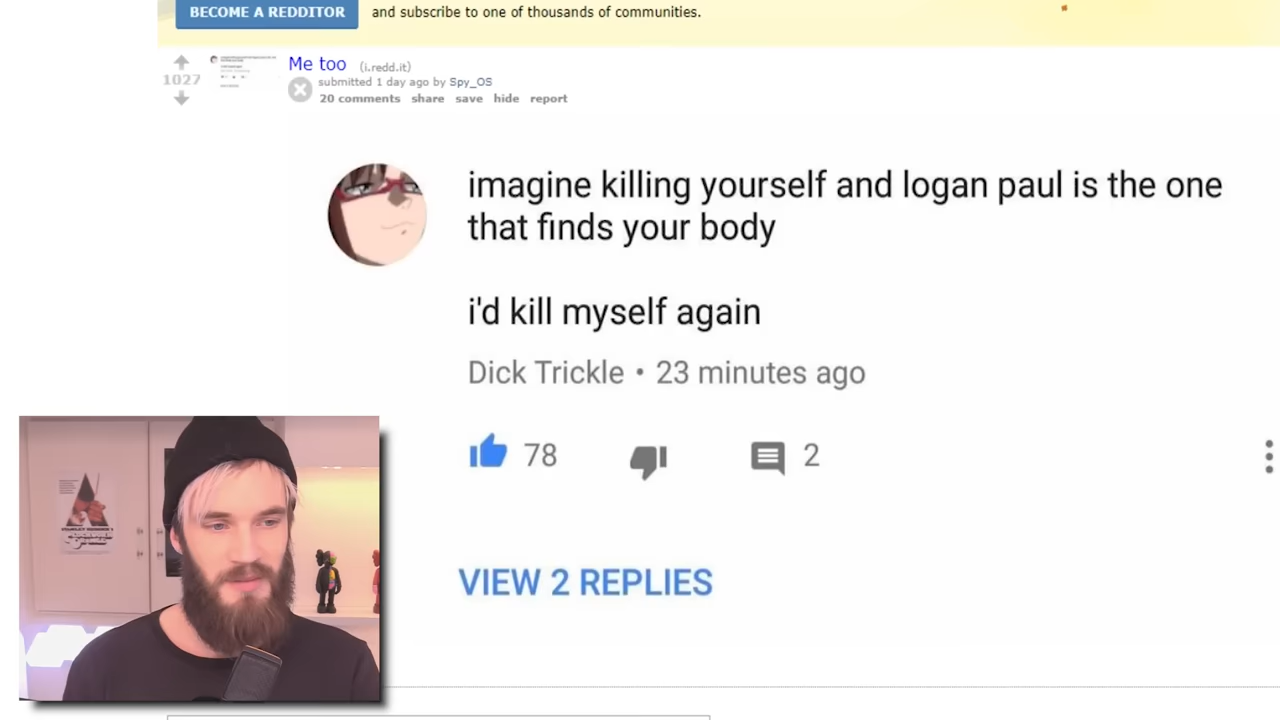 BECOME A REDDITOR
and subscribe to one of thousands of communities.
Me too (i.redd.it)
1027
submitted 1 day ago by Spy_OS
20 comments share save hide report
imagine killing yourself and logan paul is the one
that finds your body
i'd kill myself again
Dick Trickle • 23 minutes ago
78
2
VIEW 2 REPLIES